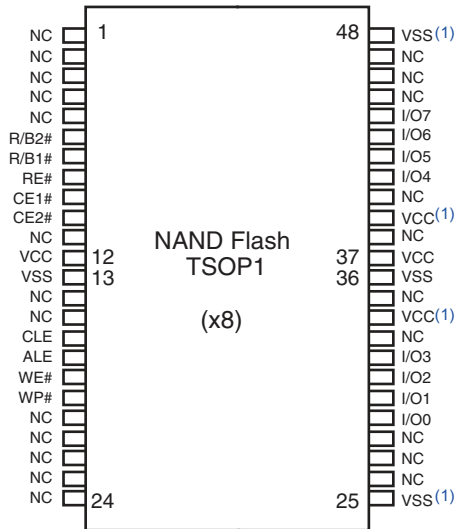 NC 1 48 VSS(1)
NC NC
NC NC
NC NC
NC I/O7
R/B2# I/O6
R/B1# I/O5
RE# I/O4
CE1# NC
CE2# VCC(1)
NC NAND Flash NC
VCC 12 TSOP1 37 VCC
VSS 13 36 VSS
NC NC
NC (x8) VCC(1)
CLE NC
ALE I/O3
WE# I/O2
WP# I/O1
NC I/O0
NC NC
NC NC
NC NC
NC 24 25 VSS(1)